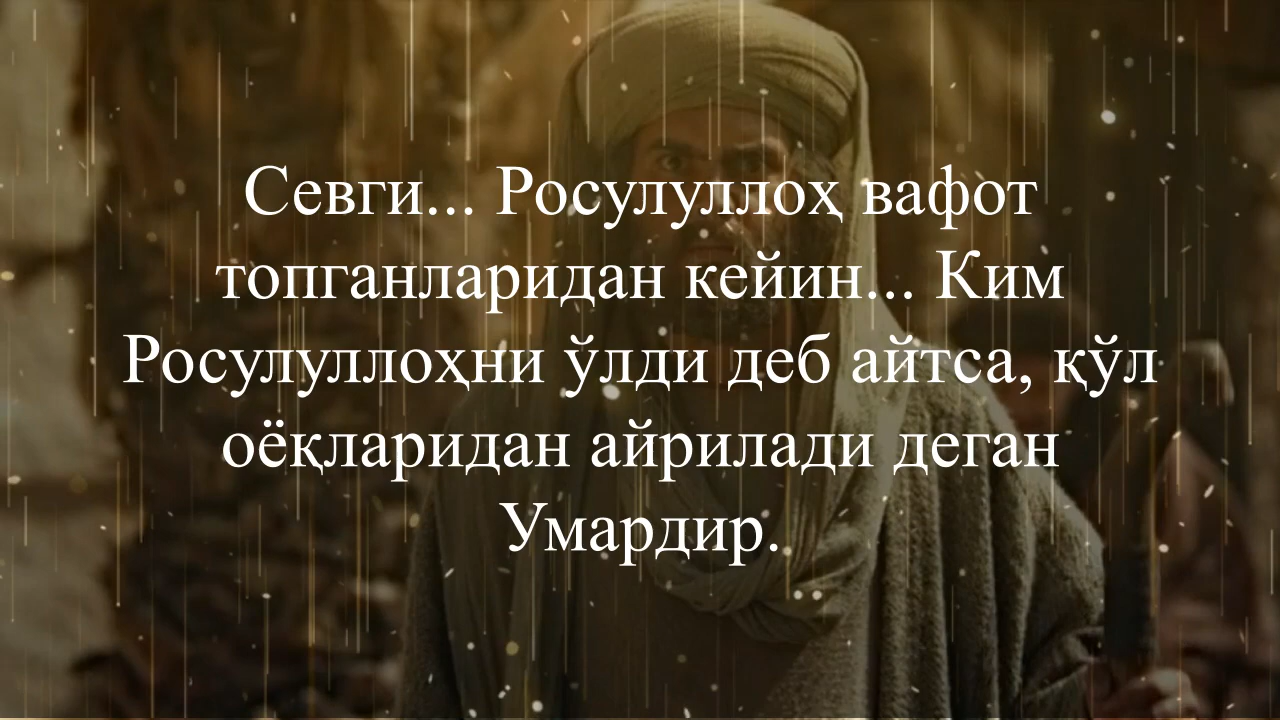 Севги... Росулуллоҳ вафот
топганларидан кейин... Ким
Росулуллоҳни ўлди деб айтса, қўл
оёқларидан айрилади деган
Умардир.